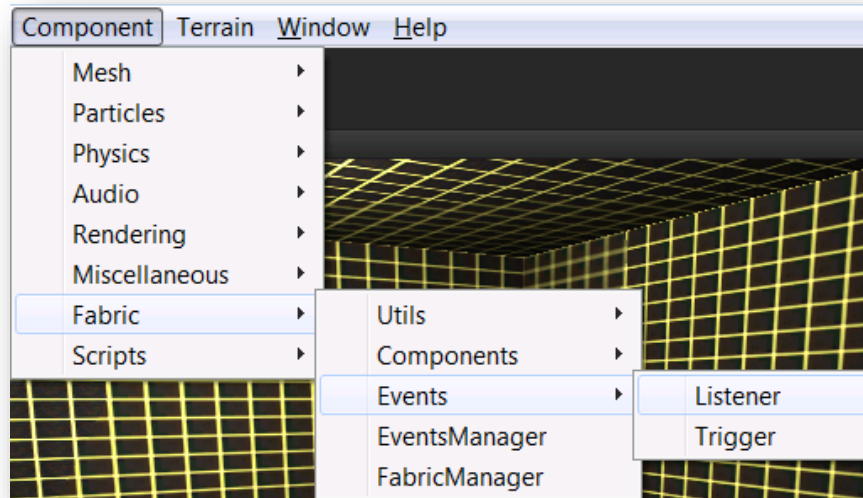 Component Terrain Window Help
Mesh
Particles
Physics
Audio
Rendering
Miscellaneous
Fabric
Scripts
Utils
Components
Events
EventsManager
FabricManager
Listener
Trigger